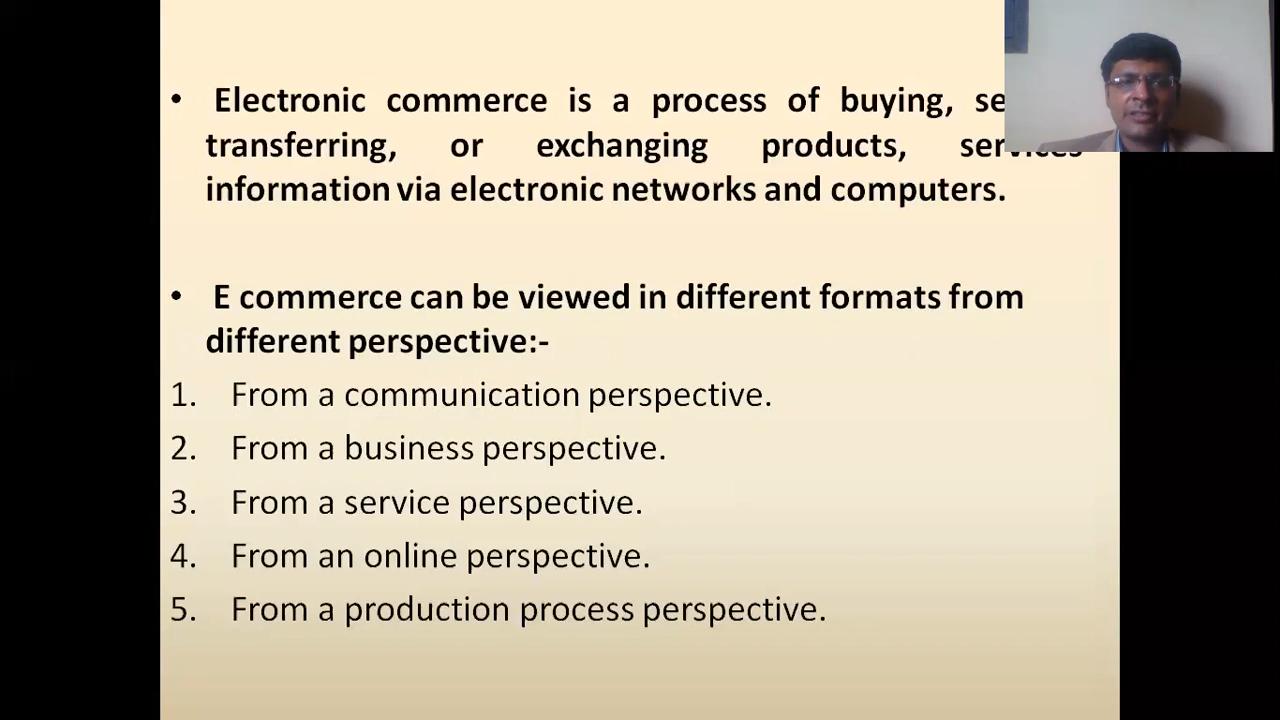 • Electronic commerce is a process of buying,
transferring, or exchanging products, services
information via electronic networks and computers.
• E commerce can be viewed in different formats from
different perspective:-
1. From a communication perspective.
2. From a business perspective.
3. From a service perspective.
4. From an online perspective.
5. From a production process perspective.